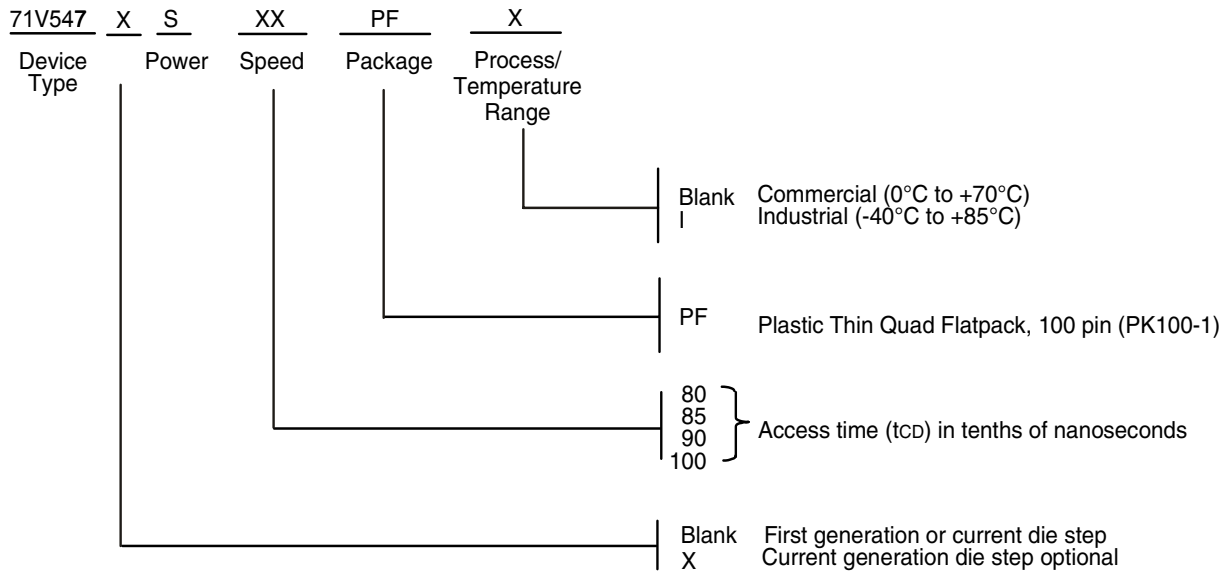 71V547 X S XX PF X
Device Type
Power
Speed
Package
Process/
Temperature
Range
Blank Commercial (0°C to +70°C)
I Industrial (-40°C to +85°C)
PF Plastic Thin Quad Flatpack, 100 pin (PK100-1)
80
85
90
100
Access time (tCD) in tenths of nanoseconds
Blank First generation or current die step
X Current generation die step optional